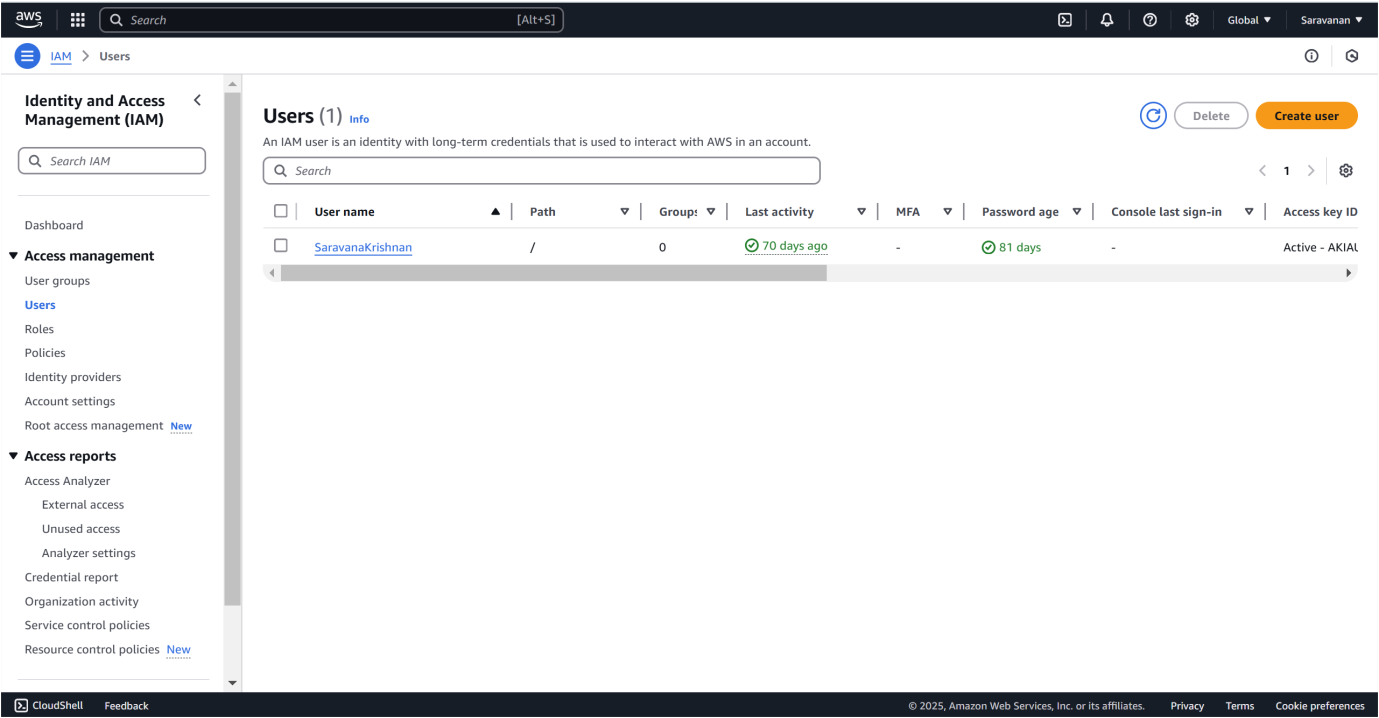 aws Search [Alt+S] Global Saravanan
IAM > Users
Identity and Access Management (IAM)
Search IAM
Dashboard
Access management
User groups
Users
Roles
Policies
Identity providers
Account settings
Root access management New
Access reports
Access Analyzer
External access
Unused access
Analyzer settings
Credential report
Organization activity
Service control policies
Resource control policies New
Users (1) Info
Delete
Create user
An IAM user is an identity with long-term credentials that is used to interact with AWS in an account.
Search
1
User name Path Groups Last activity MFA Password age Console last sign-in Access key ID
SaravanaKrishnan / 0 70 days ago - 81 days - Active - AKIAU
CloudShell Feedback © 2025, Amazon Web Services, Inc. or its affiliates. Privacy Terms Cookie preferences